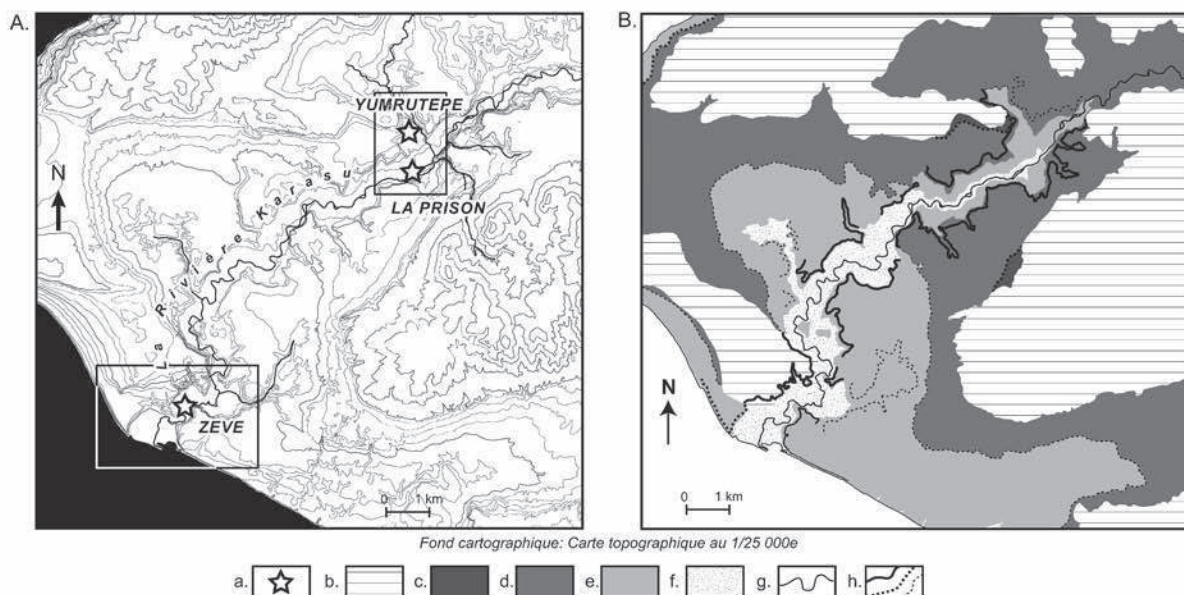 A.
YUMRUTEPE
N
La Rivière Karasu
LA PRISON
ZEVE
0 1 km
B.
N
0 1 km
Fond cartographique: Carte topographique au 1/25 000e
a. b. c. d. e. f. g. h.